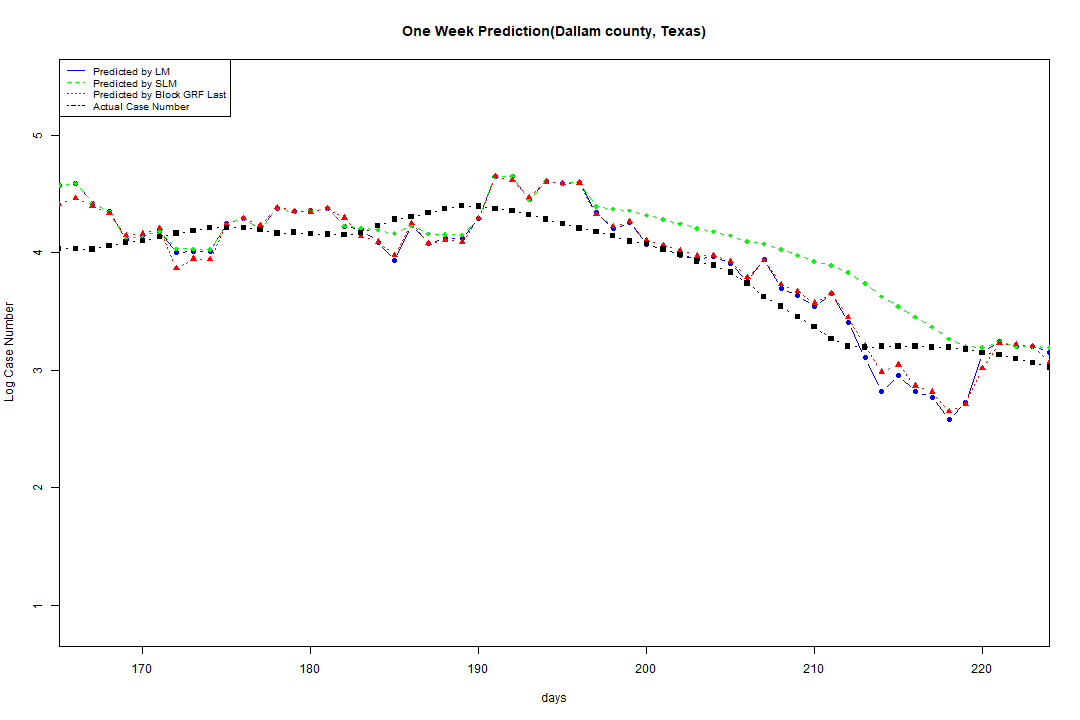 One Week Prediction(Dallam county, Texas)
Predicted by LM
Predicted by SLM
Predicted by Block GRF Last
Actual Case Number
5
4
3
2
1
Log Case Number
170 180 190 200 210 220
days